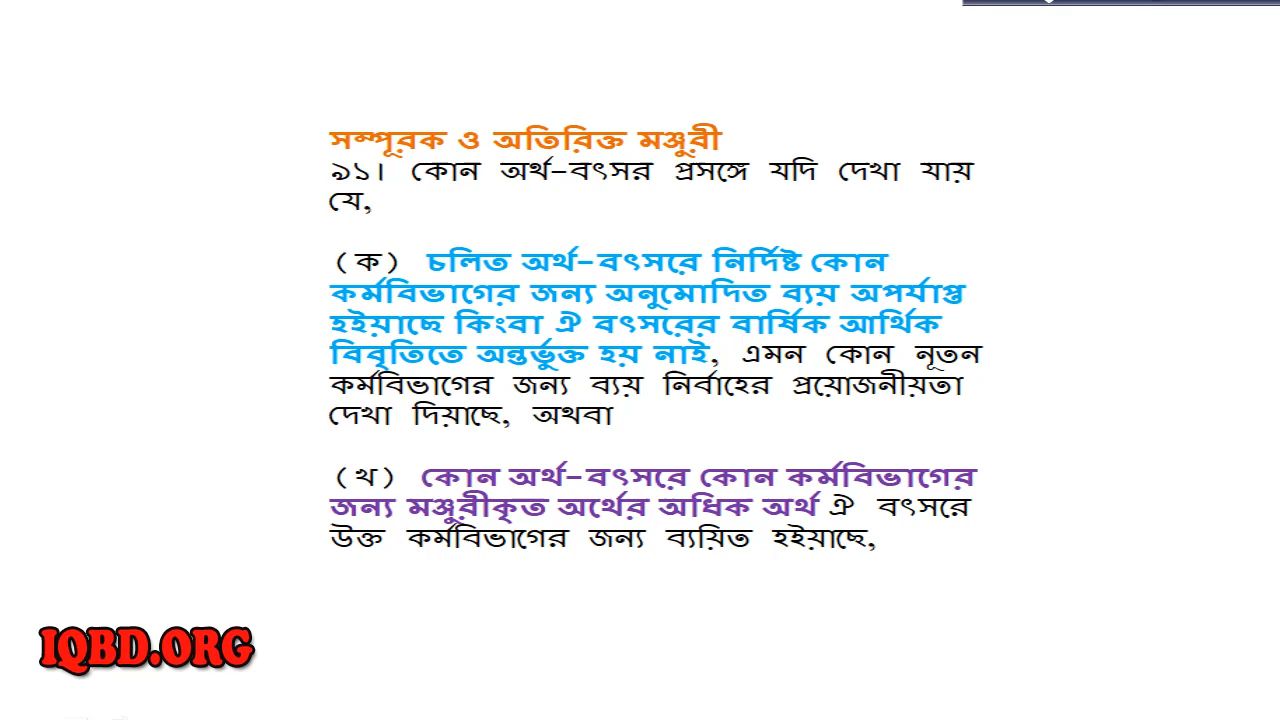 সম্পূরক ও অতিরিক্ত মঞ্জুরী
৯১। কোন অর্থ-বৎসর প্রসঙ্গে যদি দেখা যায়
যে,
(ক) চলিত অর্থ-বৎসরে নির্দিষ্ট কোন
কর্মবিভাগের জন্য অনুমোদিত ব্যয় অপর্যাপ্ত
হইয়াছে কিংবা ঐ বৎসরের বার্ষিক আর্থিক
বিবৃতিতে অন্তর্ভুক্ত হয় নাই, এমন কোন নূতন
কর্মবিভাগের জন্য ব্যয় নির্বাহের প্রয়োজনীয়তা
দেখা দিয়াছে, অথবা
(খ) কোন অর্থ-বৎসরে কোন কর্মবিভাগের
জন্য মঞ্জুরীকৃত অর্থের অধিক অর্থ ঐ বৎসরে
উক্ত কর্মবিভাগের জন্য ব্যয়িত হইয়াছে,
IQBD.ORG